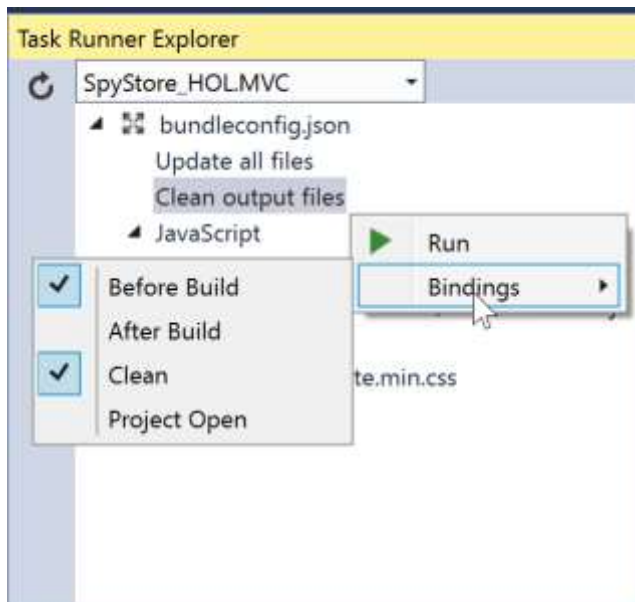 Task Runner Explorer
SpyStore_HOL.MVC
bundleconfig.json
Update all files
Clean output files
JavaScript
Run
Bindings
Before Build
After Build
Clean
Project Open
te.min.css